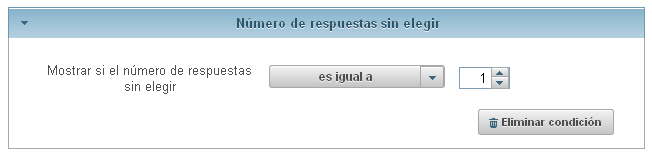 Número de respuestas sin elegir
Mostrar si el número de respuestas
sin elegir
es igual a
1
Eliminar condición